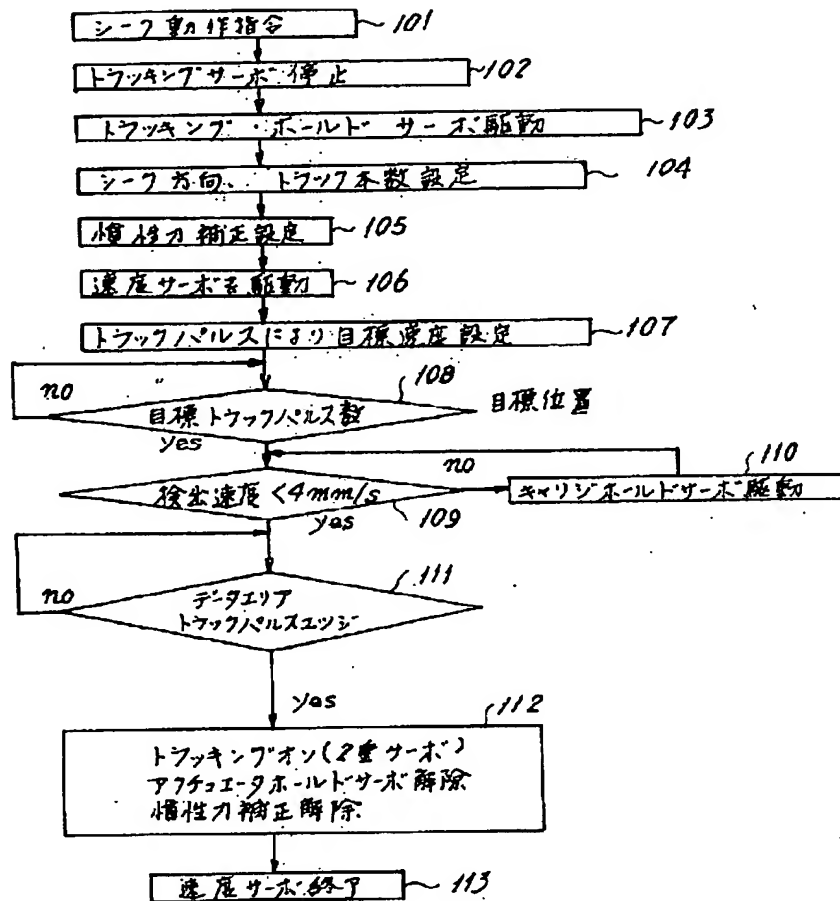 シーク動作指令 101
トラッキングサーボ停止 102
トラッキング・ホールドサーボ駆動 103
シーク方向、トラック本数設定 104
慣性力補正設定 105
速度サーボを駆動 106
トラックパルスにより目標速度設定 107
no
108
目標トラックパルス数
目標位置
yes
no
110
検出速度<4mm/s
キャリジホールドサーボ駆動
109
yes
no
111
データエリア
トラックパルスエッジ
yes
112
トラッキングオン(2重サーボ)
アクチュエータホールドサーボ解除
慣性力補正解除
速度サーボ終了 113